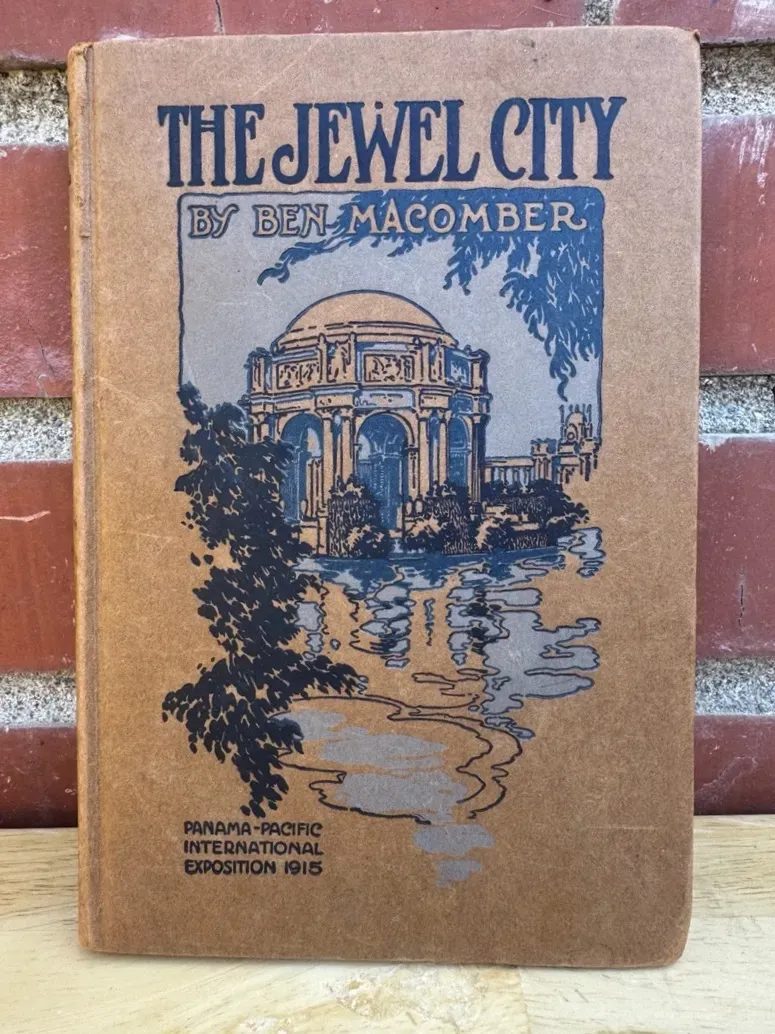 THE JEWEL CITY
BY BEN MACOMBER
PANAMA-PACIFIC
INTERNATIONAL
EXPOSITION 1915